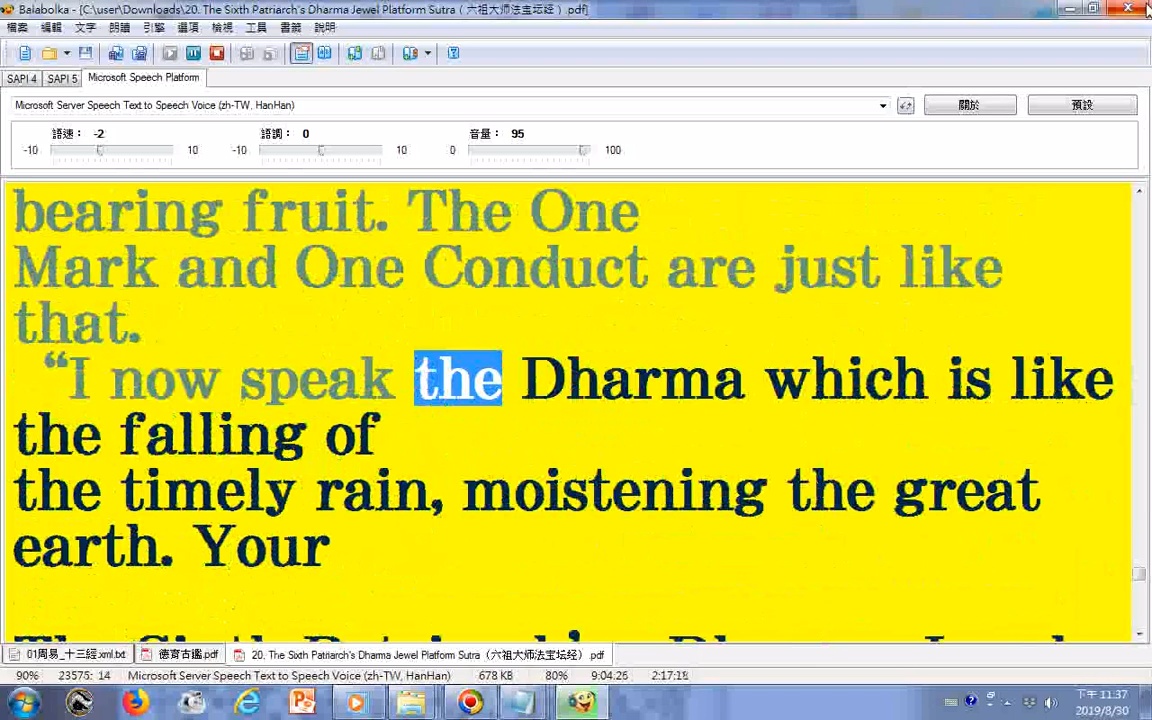 Balabolka - [C:\user\Downloads\20. The Sixth Patriarch's Dharma Jewel Platform Sutra（六祖大师法宝坛经）pdf]
檔案 編輯 文字 朗讀 引擎 選項 檢視 工具 書籤 說明
SAPI 4 SAPI 5 Microsoft Speech Platform
Microsoft Server Speech Text to Speech Voice (zh-TW, HanHan) 關於 預設
語速： -2 語調： 0 音量： 95
-10 10 -10 10 0 100
bearing fruit. The One
Mark and One Conduct are just like
that.
“I now speak the Dharma which is like
the falling of
the timely rain, moistening the great
earth. Your
01周易_十三經.xml.txt 德育古鑑.pdf 20. The Sixth Patriarch's Dharma Jewel Platform Sutra（六祖大师法宝坛经）.pdf
90% 23575: 14 Microsoft Server Speech Text to Speech Voice (zh-TW, HanHan) 678 KB 80% 9:04.26
下午 11:37
2019/8/30